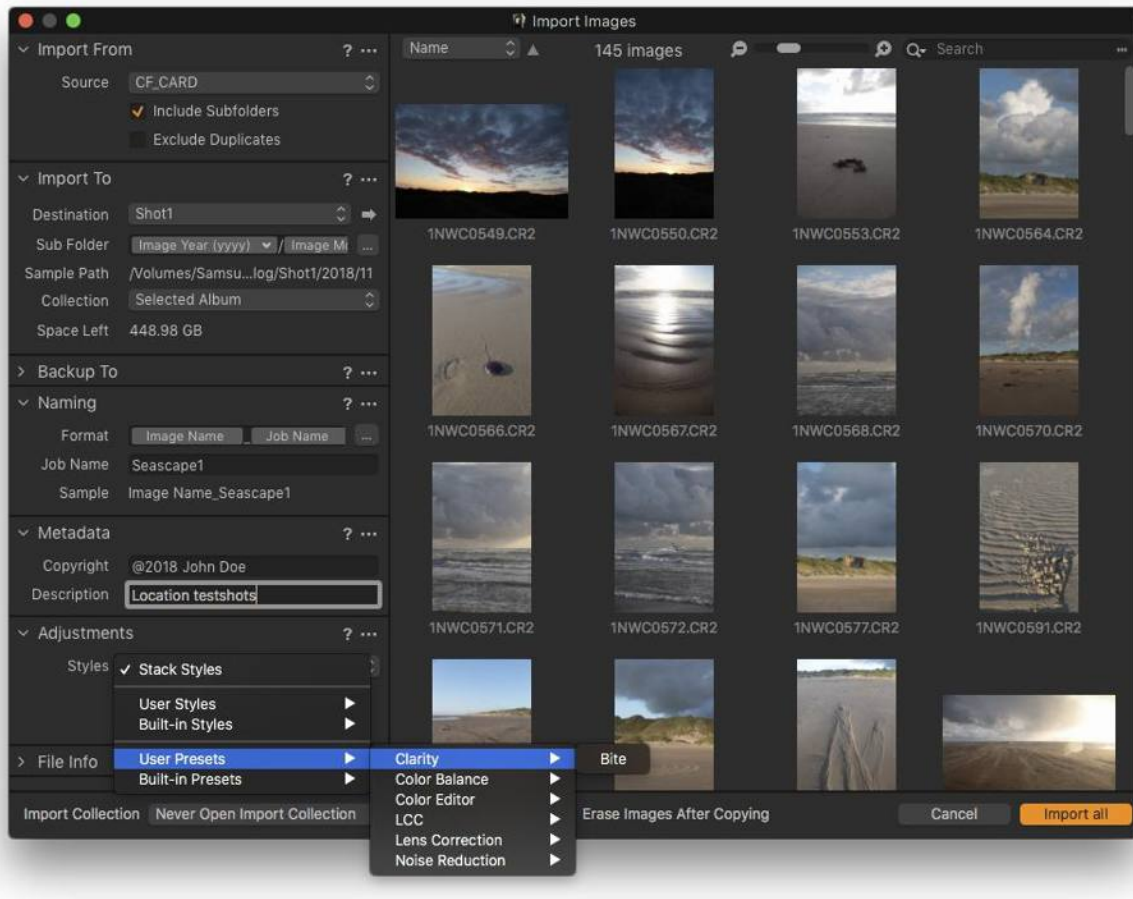 Import Images
Import From ? ...
Source CF_CARD
Include Subfolders
Exclude Duplicates
Import To ? ...
Destination Shot1
Sub Folder Image Year (yyyy) / Image Mo ...
Sample Path /Volumes/Samsu...log/Shot1/2018/11
Collection Selected Album
Space Left 448.98 GB
Backup To ? ...
Naming ? ...
Format Image Name _ Job Name ...
Job Name Seascape1
Sample Image Name_Seascape1
Metadata ? ...
Copyright @2018 John Doe
Description Location testshots
Adjustments ? ...
Styles
Stack Styles
User Styles
Built-in Styles
User Presets
Built-in Presets
Clarity
Color Balance
Color Editor
LCC
Lens Correction
Noise Reduction
Bite
File Info
Name 145 images Search ...
1NWC0549.CR2 1NWC0550.CR2 1NWC0553.CR2 1NWC0564.CR2
1NWC0566.CR2 1NWC0567.CR2 1NWC0568.CR2 1NWC0570.CR2
1NWC0571.CR2 1NWC0572.CR2 1NWC0577.CR2 1NWC0591.CR2
Import Collection Never Open Import Collection Erase Images After Copying Cancel Import all